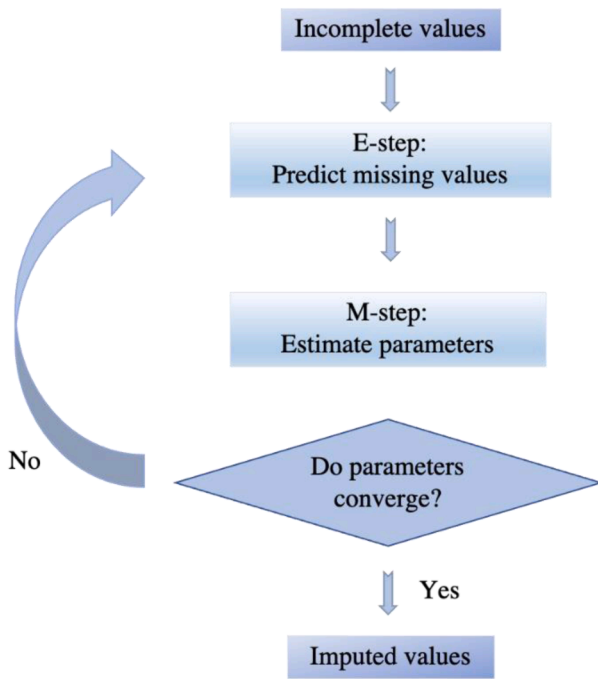 Incomplete values
E-step:
Predict missing values
M-step:
Estimate parameters
No
Do parameters
converge?
Yes
Imputed values